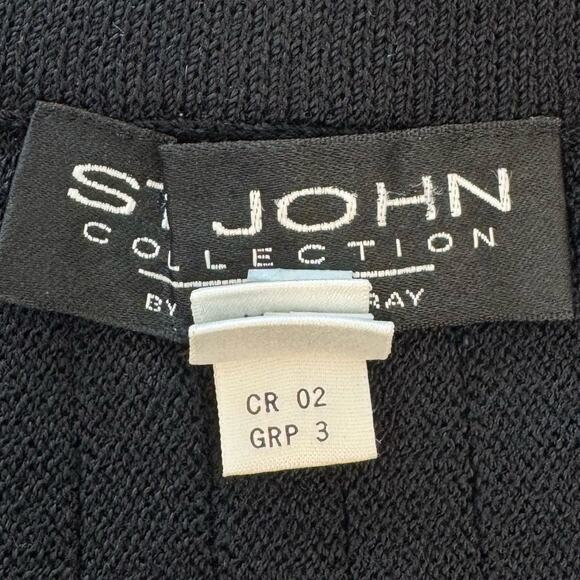 ST. JOHN
COLLECTION
BY RAY
CR 02
GRP 3